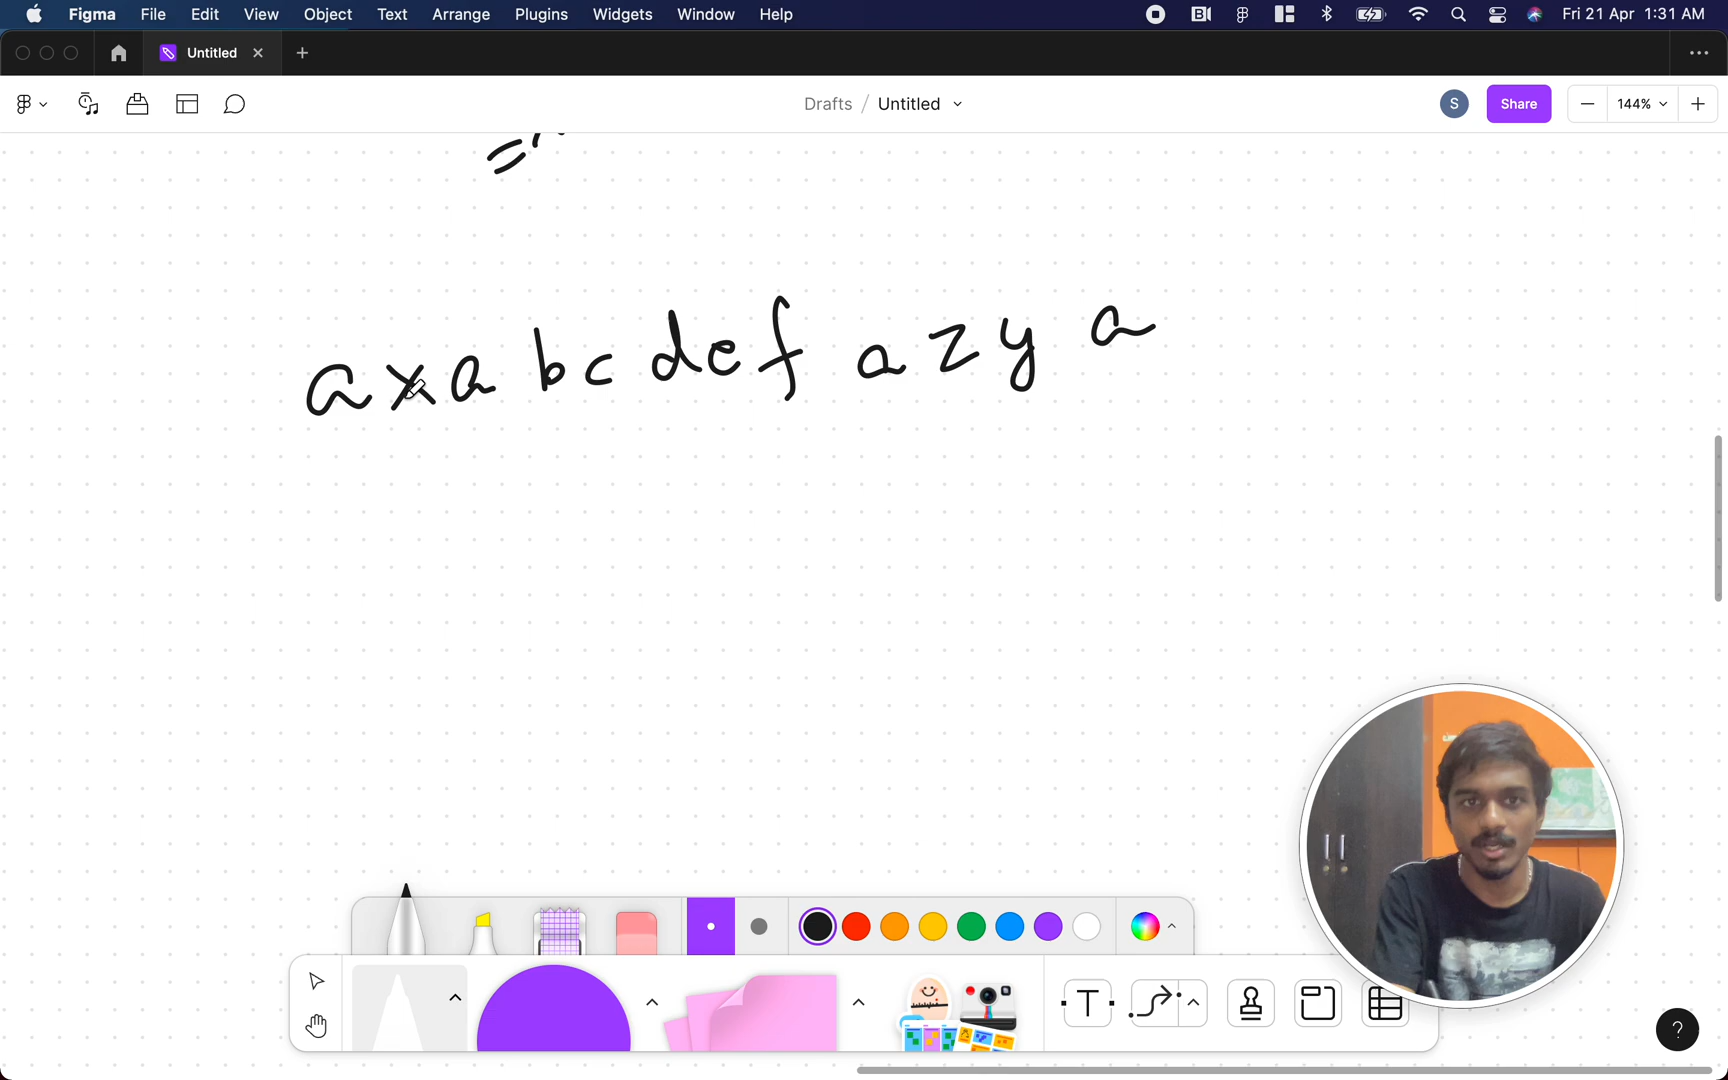 Figma File Edit View Object Text Arrange Plugins Widgets Window Help Fri 21 Apr 1:31 AM
Untitled
Drafts / Untitled S Share 144%
=
a x a b c d e f a z y a
T
?